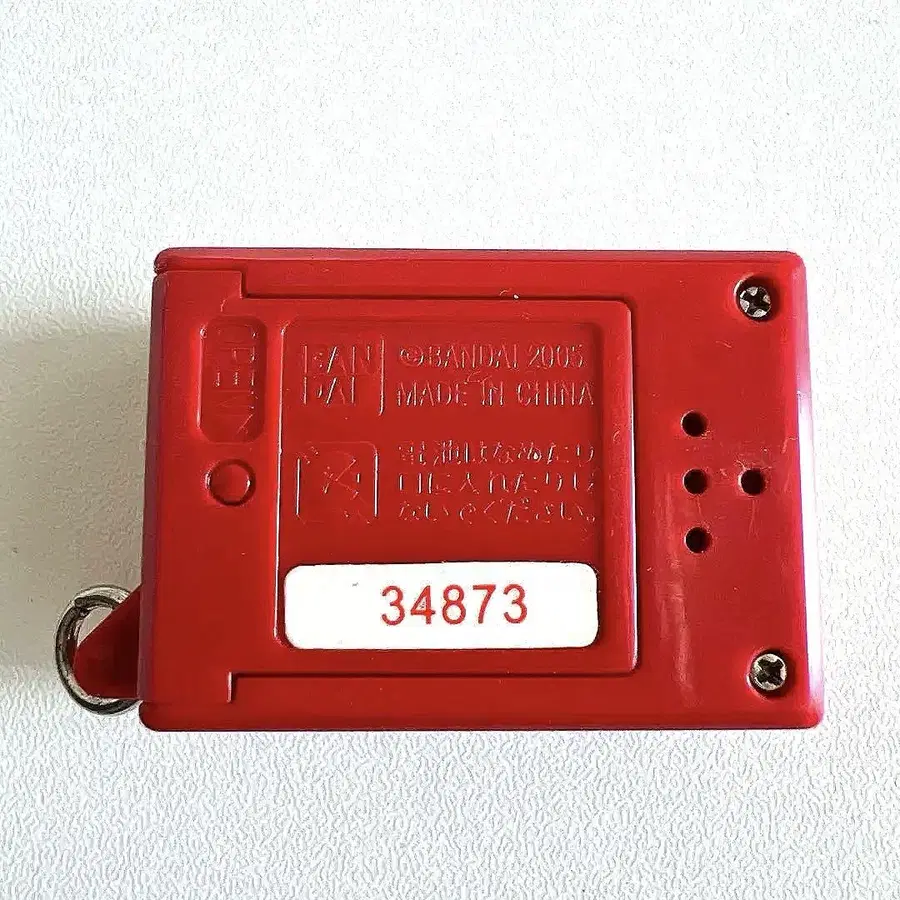 OPEN
BAN
DAI
©BANDAI 2005
MADE IN CHINA
電池はなめたり
口に入れたりし
ないでください。
34873